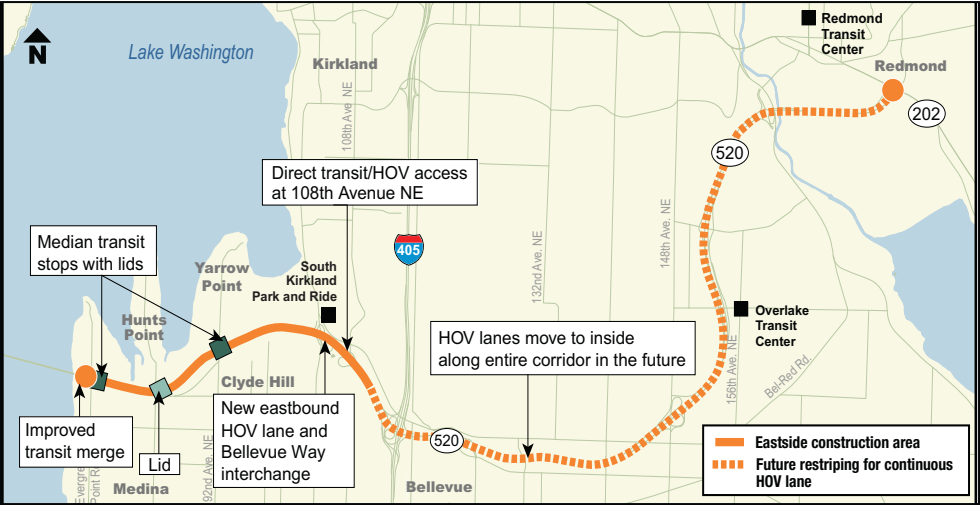 N
Lake Washington
Kirkland
108th Ave. NE
Redmond
Transit
Center
Redmond
202
520
Direct transit/HOV access
at 108th Avenue NE
405
Median transit
stops with lids
Yarrow
Point
South
Kirkland
Park and Ride
132nd Ave. NE
148th Ave. NE
Hunts
Point
HOV lanes move to inside
along entire corridor in the future
Overlake
Transit
Center
156th Ave. NE
Bel-Red Rd.
Clyde Hill
Improved
transit merge
Lid
New eastbound
HOV lane and
Bellevue Way
interchange
520
Evergre
Point R
Medina
92nd Ave. NE
Bellevue
Eastside construction area
Future restriping for continuous
HOV lane